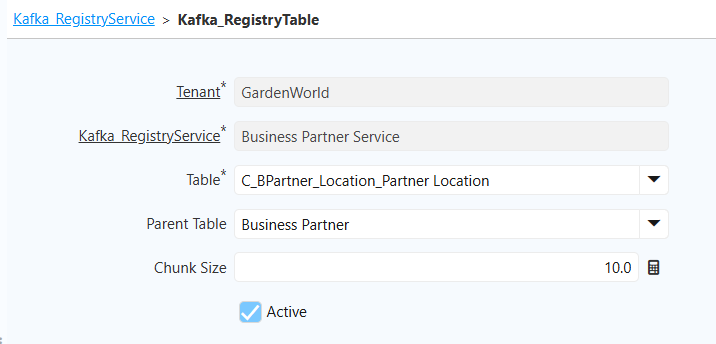 Kafka_RegistryService > Kafka_RegistryTable
Tenant* GardenWorld
Kafka_RegistryService* Business Partner Service
Table* C_BPartner_Location_Partner Location
Parent Table Business Partner
Chunk Size 10.0
Active